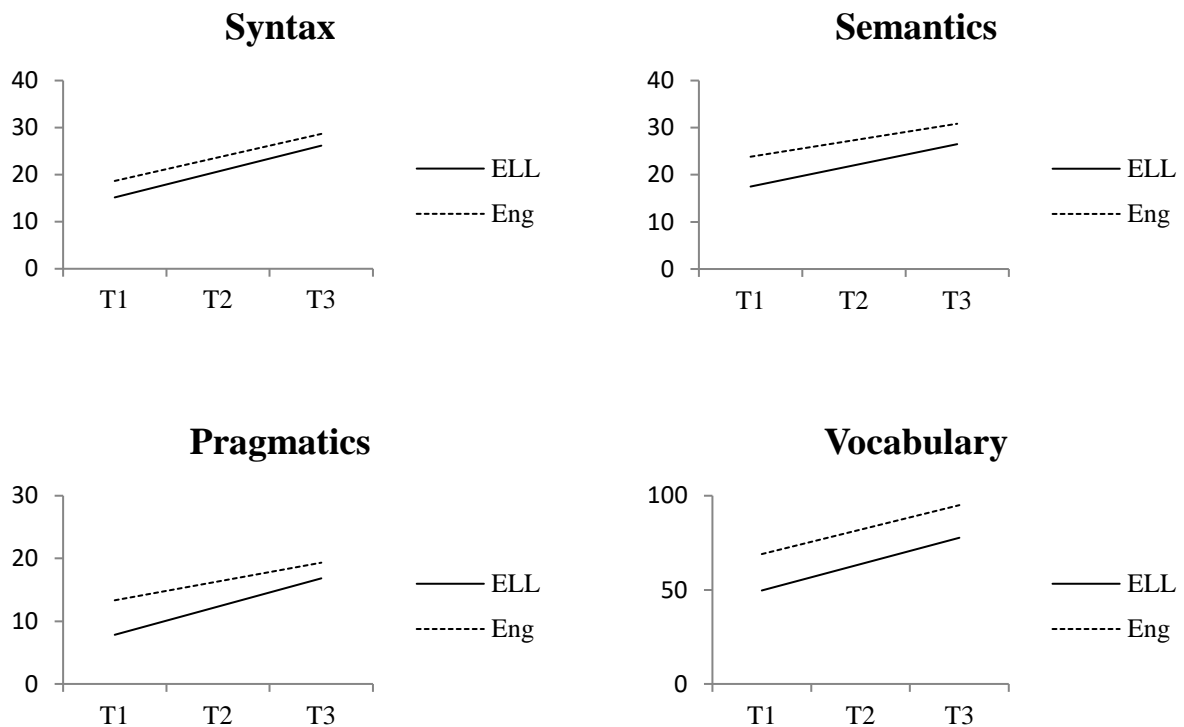 Syntax
40
30
20
10
0
T1 T2 T3
ELL
Eng
Semantics
40
30
20
10
0
T1 T2 T3
ELL
Eng
Pragmatics
30
20
10
0
T1 T2 T3
ELL
Eng
Vocabulary
100
50
0
T1 T2 T3
ELL
Eng